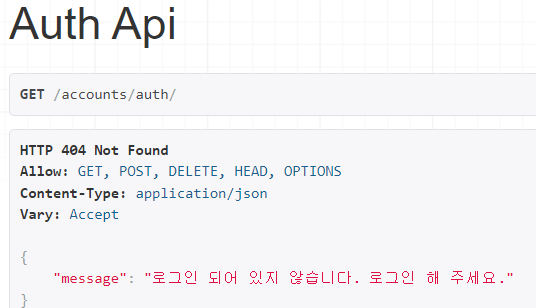 Auth Api
GET /accounts/auth/
HTTP 404 Not Found
Allow: GET, POST, DELETE, HEAD, OPTIONS
Content-Type: application/json
Vary: Accept
{
"message": "로그인 되어 있지 않습니다. 로그인 해 주세요."
}